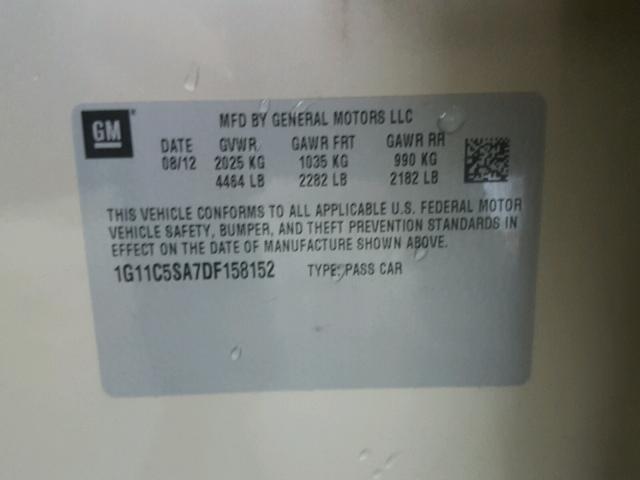 GM
MFD BY GENERAL MOTORS LLC
DATE GVWR GAWR FRT GAWR RR
08/12 2025 KG 1035 KG 990 KG
4464 LB 2282 LB 2182 LB
THIS VEHICLE CONFORMS TO ALL APPLICABLE U.S. FEDERAL MOTOR
VEHICLE SAFETY, BUMPER, AND THEFT PREVENTION STANDARDS IN
EFFECT ON THE DATE OF MANUFACTURE SHOWN ABOVE.
1G11C5SA7DF158152 TYPE: PASS CAR